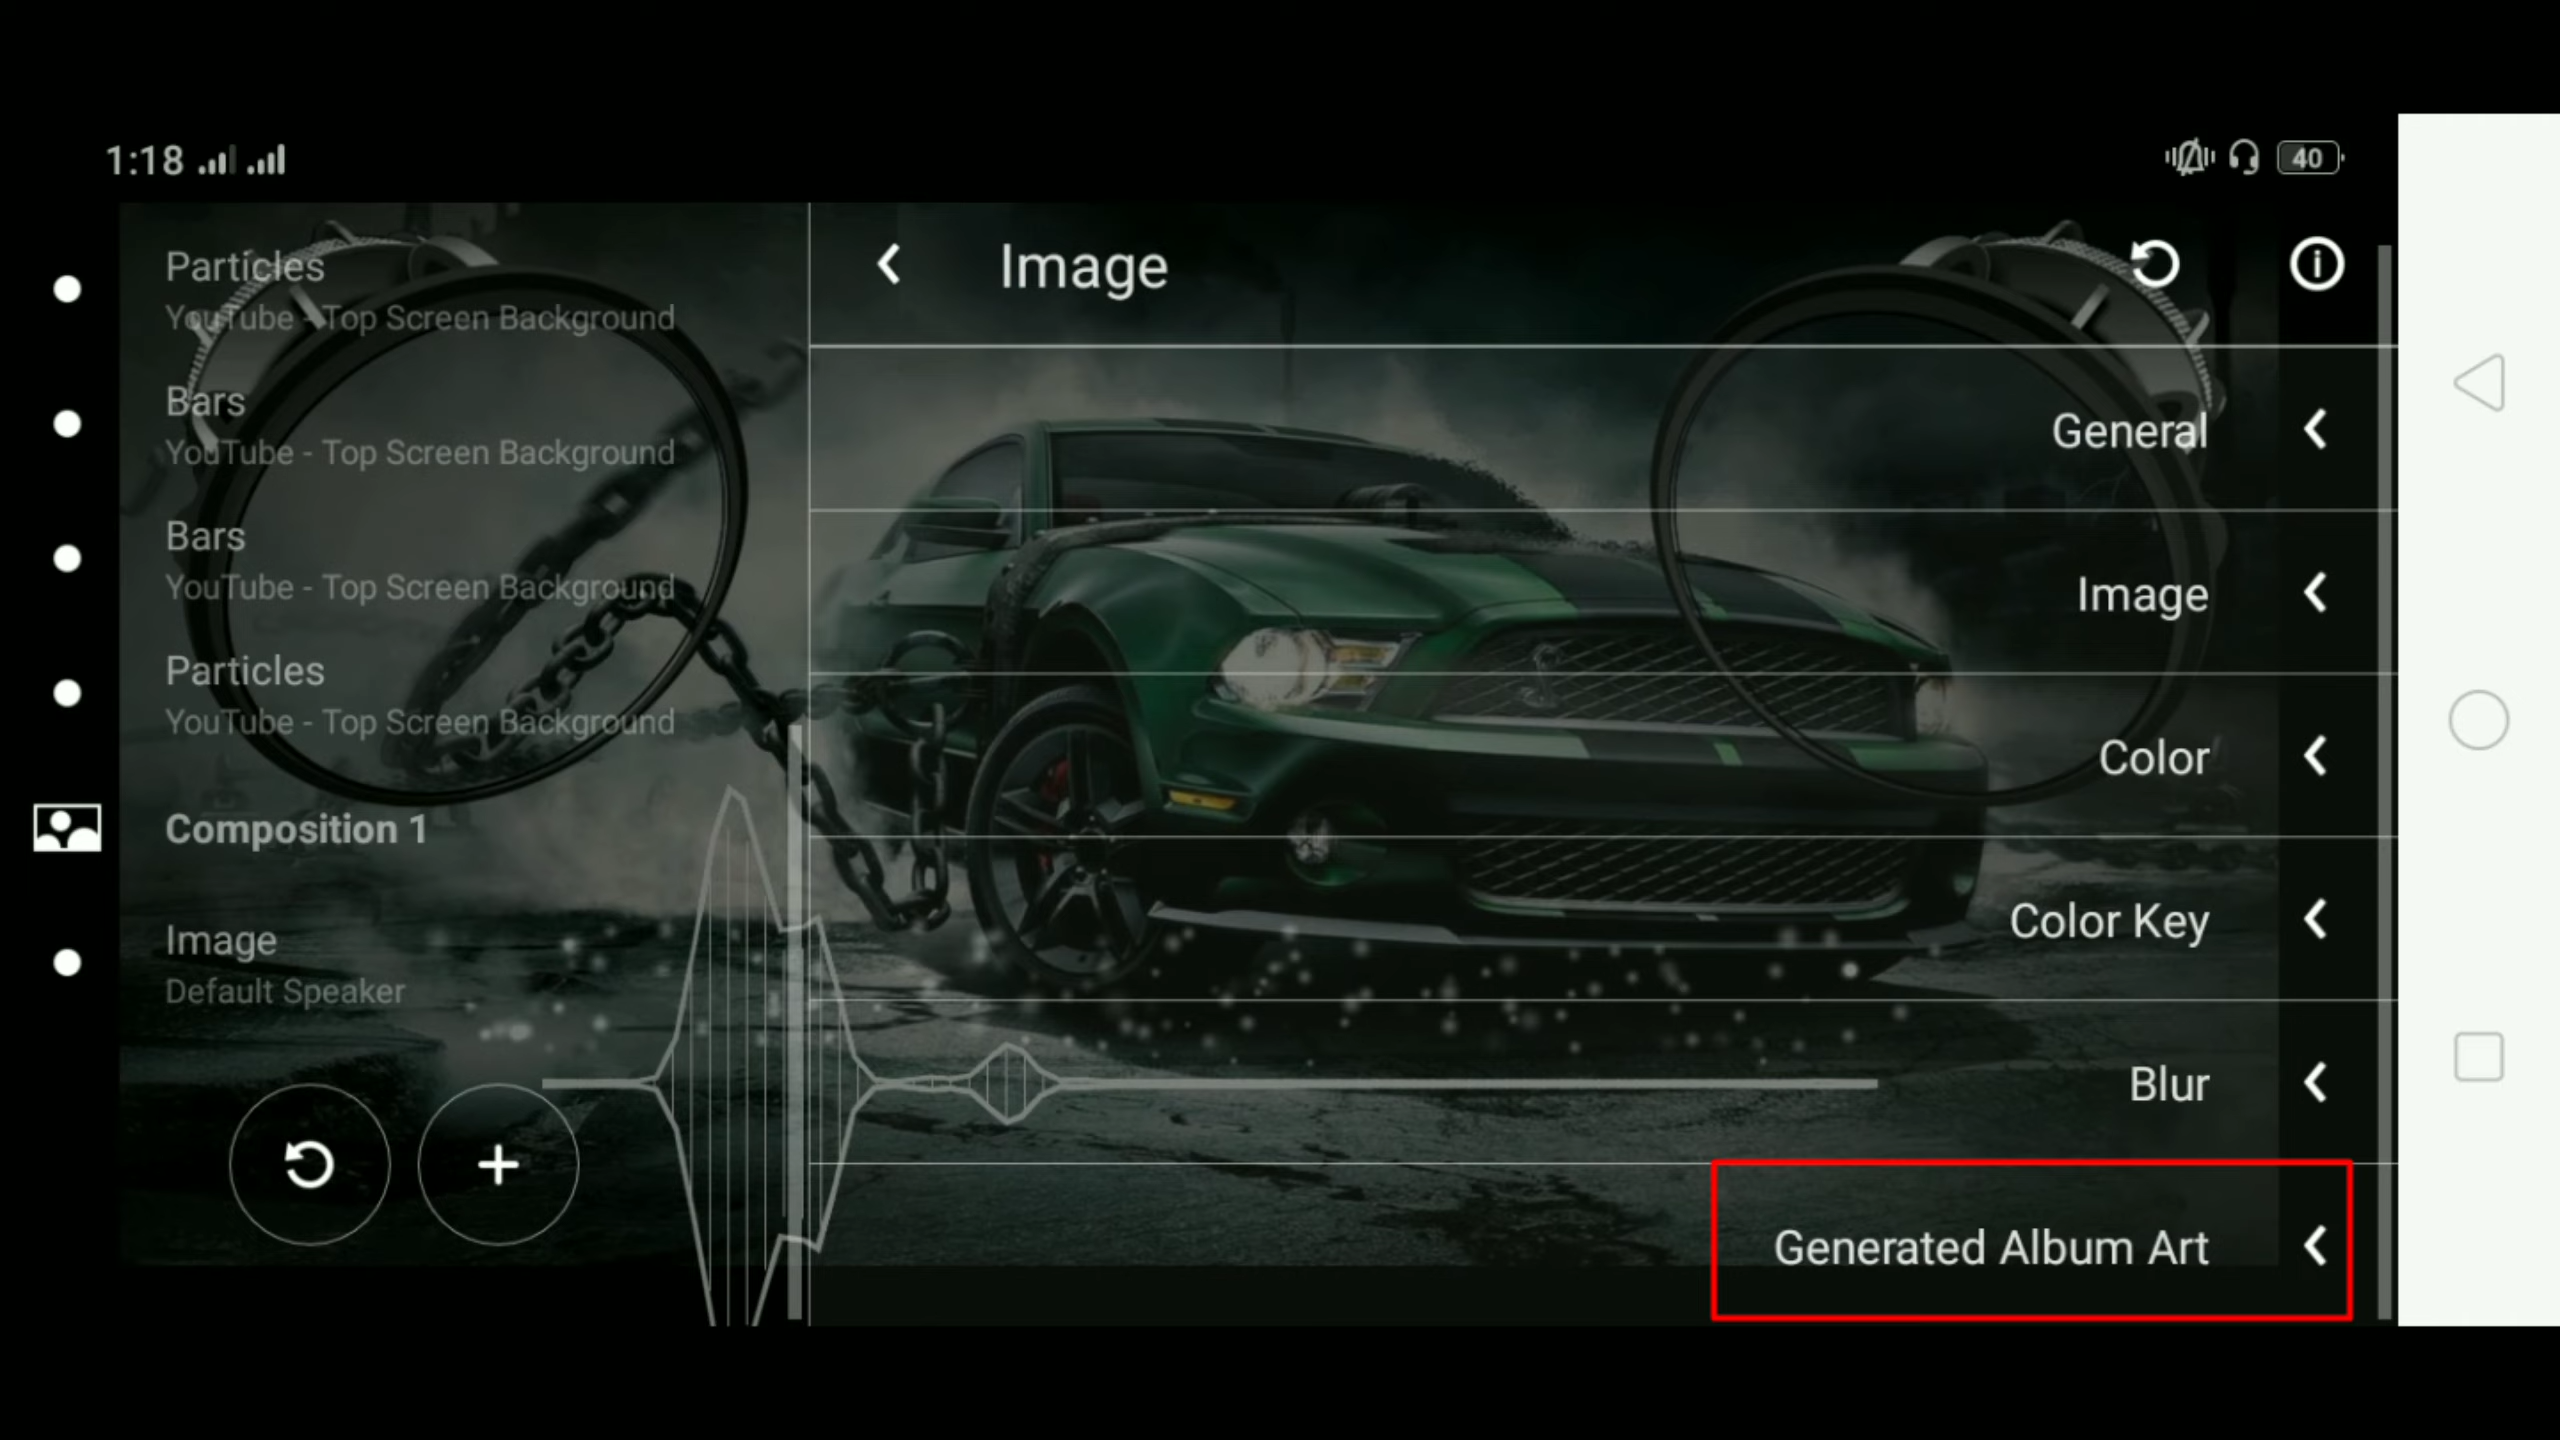 1:18
40
Particles
YouTube - Top Screen Background
Bars
YouTube - Top Screen Background
Bars
YouTube - Top Screen Background
Particles
YouTube - Top Screen Background
Composition 1
Image
Default Speaker
Image
General
Image
Color
Color Key
Blur
Generated Album Art